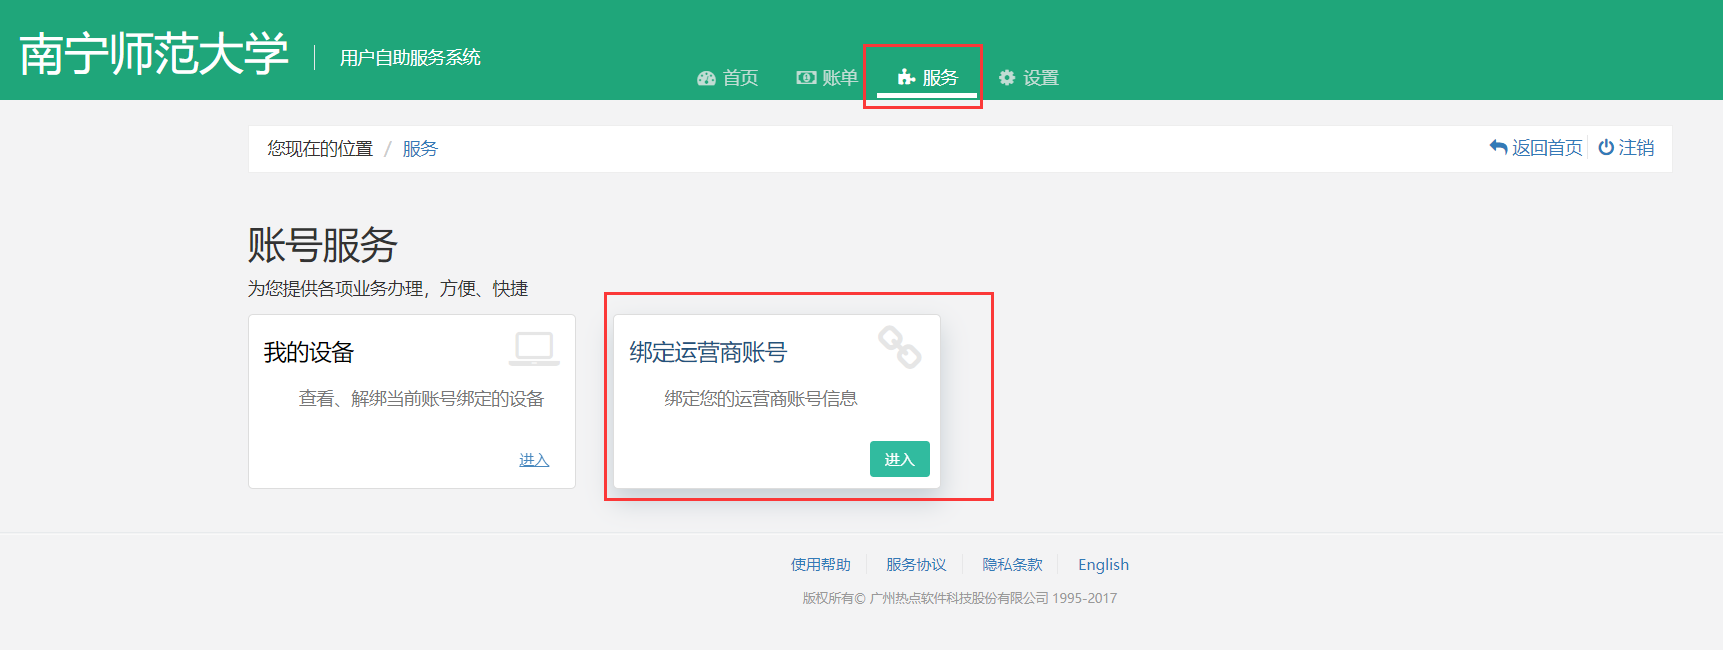 南宁师范大学 | 用户自助服务系统
首页 账单 服务 设置
您现在的位置 / 服务
返回首页 注销
账号服务
为您提供各项业务办理，方便、快捷
我的设备
查看、解绑当前账号绑定的设备
进入
绑定运营商账号
绑定您的运营商账号信息
进入
使用帮助 服务协议 隐私条款 English
版权所有© 广州热点软件科技股份有限公司 1995-2017